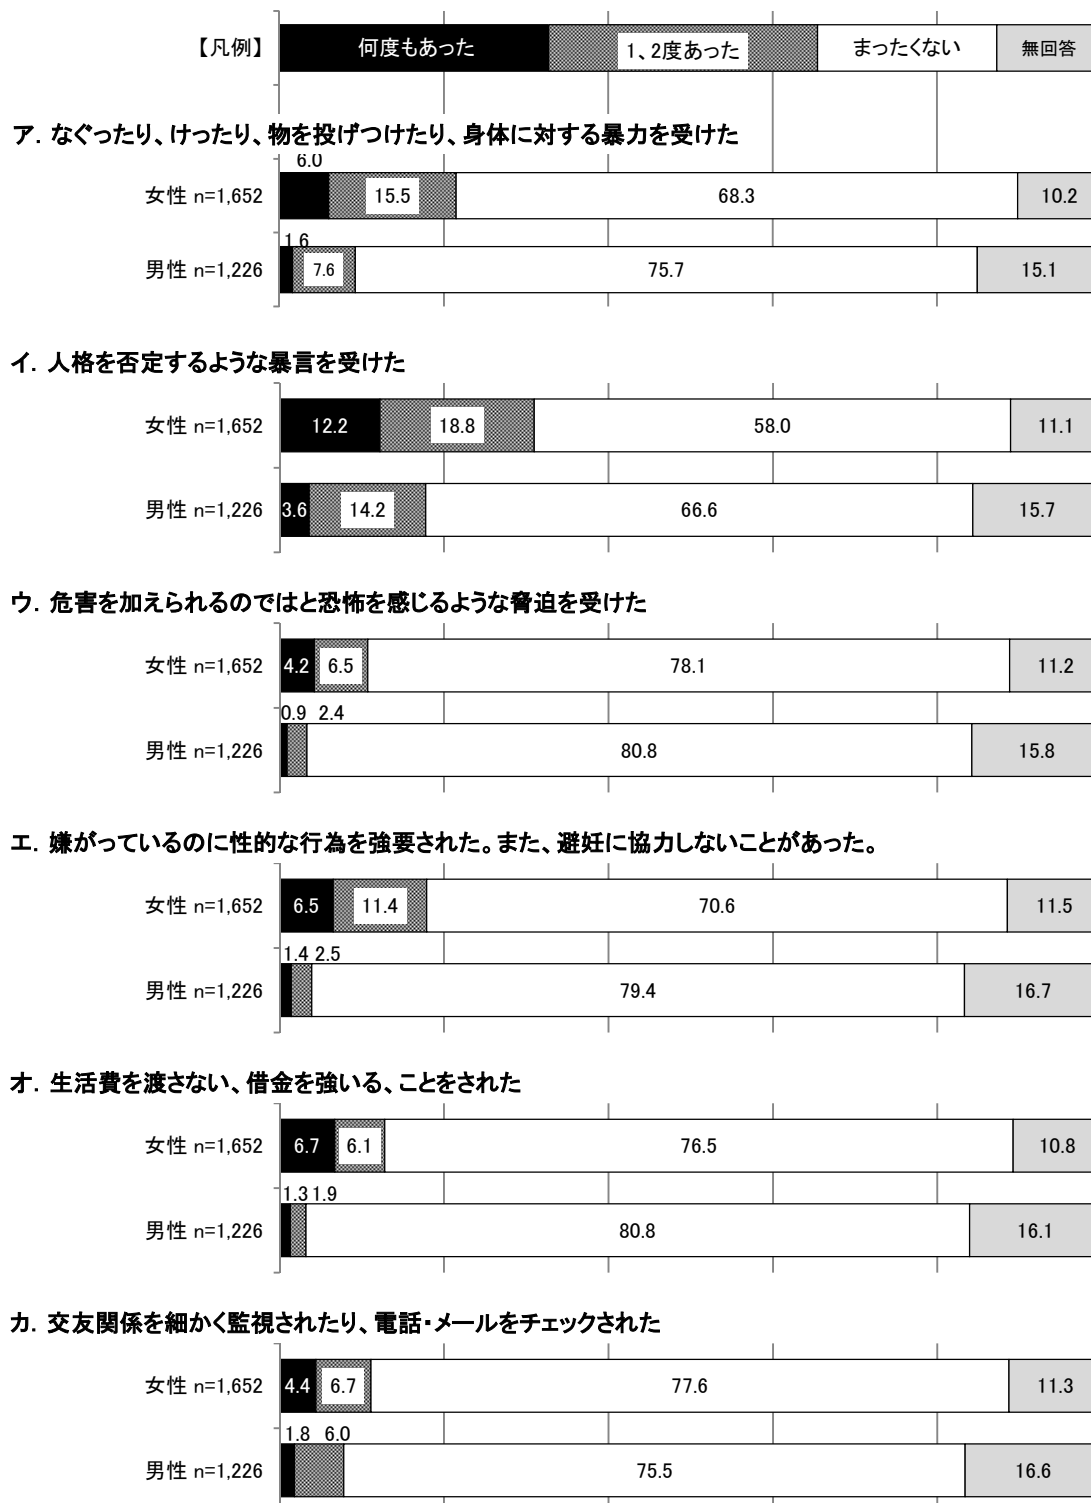 【凡例】 何度もあった 1、2度あった まったくない 無回答
ア．なぐったり、けったり、物を投げつけたり、身体に対する暴力を受けた
6.0
女性 n=1,652 15.5 68.3 10.2
1.6
男性 n=1,226 7.6 75.7 15.1
イ．人格を否定するような暴言を受けた
女性 n=1,652 12.2 18.8 58.0 11.1
男性 n=1,226 3.6 14.2 66.6 15.7
ウ．危害を加えられるのではと恐怖を感じるような脅迫を受けた
女性 n=1,652 4.2 6.5 78.1 11.2
0.9 2.4
男性 n=1,226 80.8 15.8
エ．嫌がっているのに性的な行為を強要された。また、避妊に協力しないことがあった。
女性 n=1,652 6.5 11.4 70.6 11.5
1.4 2.5
男性 n=1,226 79.4 16.7
オ．生活費を渡さない、借金を強いる、ことをされた
女性 n=1,652 6.7 6.1 76.5 10.8
1.3 1.9
男性 n=1,226 80.8 16.1
カ．交友関係を細かく監視されたり、電話・メールをチェックされた
女性 n=1,652 4.4 6.7 77.6 11.3
1.8 6.0
男性 n=1,226 75.5 16.6